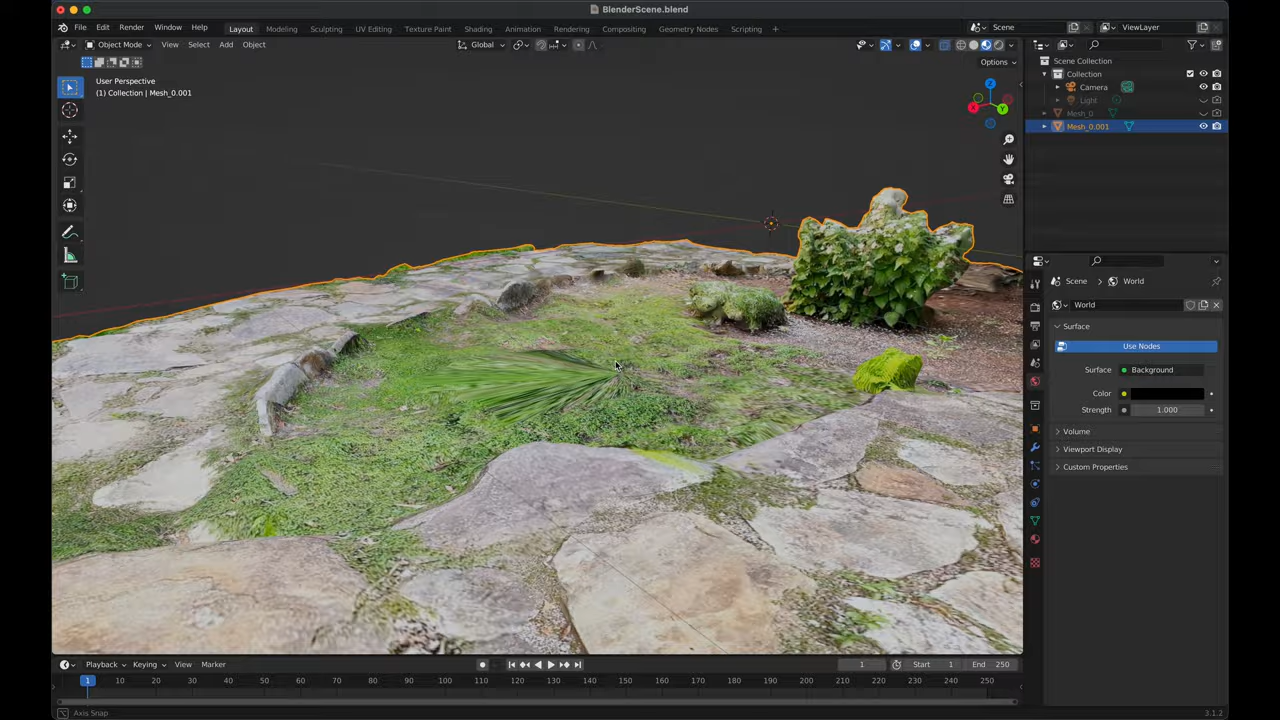 BlenderScene.blend
File Edit Render Window Help Layout Modeling Sculpting UV Editing Texture Paint Shading Animation Rendering Compositing Geometry Nodes Scripting Scene ViewLayer
Object Mode View Select Add Object Global
Options
User Perspective
(1) Collection | Mesh_0.001
Z
X
Y
Scene Collection
Collection
Camera
Light
Mesh_0
Mesh_0.001
Scene > World
World
Surface
Use Nodes
Surface Background
Color
Strength 1.000
Volume
Viewport Display
Custom Properties
Playback Keying View Marker 1 Start 1 End 250
1 10 20 30 40 50 60 70 80 90 100 110 120 130 140 150 160 170 180 190 200 210 220 230 240 250
Axis Snap 3.1.2